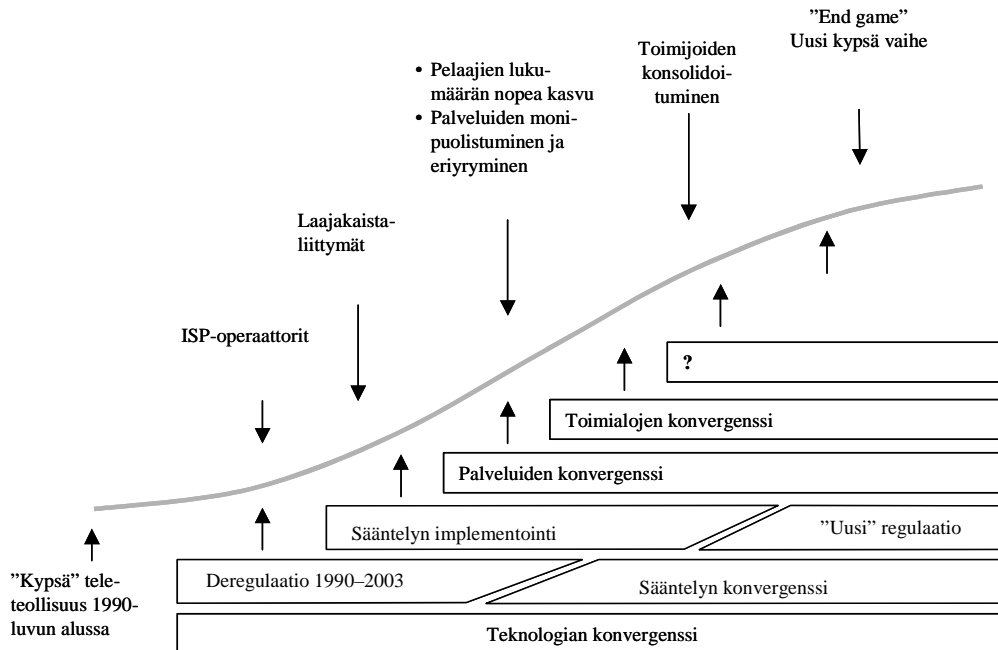 ”End game”
Uusi kypsä vaihe
Toimijoiden
konsolidoi-
tuminen
• Pelaajien luku-
määrän nopea kasvu
• Palveluiden moni-
puolistuminen ja
eriyryminen
Laajakaista-
liittymät
ISP-operaattorit
?
Toimialojen konvergenssi
Palveluiden konvergenssi
Sääntelyn implementointi
”Uusi” regulaatio
”Kypsä” tele-
teollisuus 1990-
luvun alussa
Deregulaatio 1990–2003
Sääntelyn konvergenssi
Teknologian konvergenssi